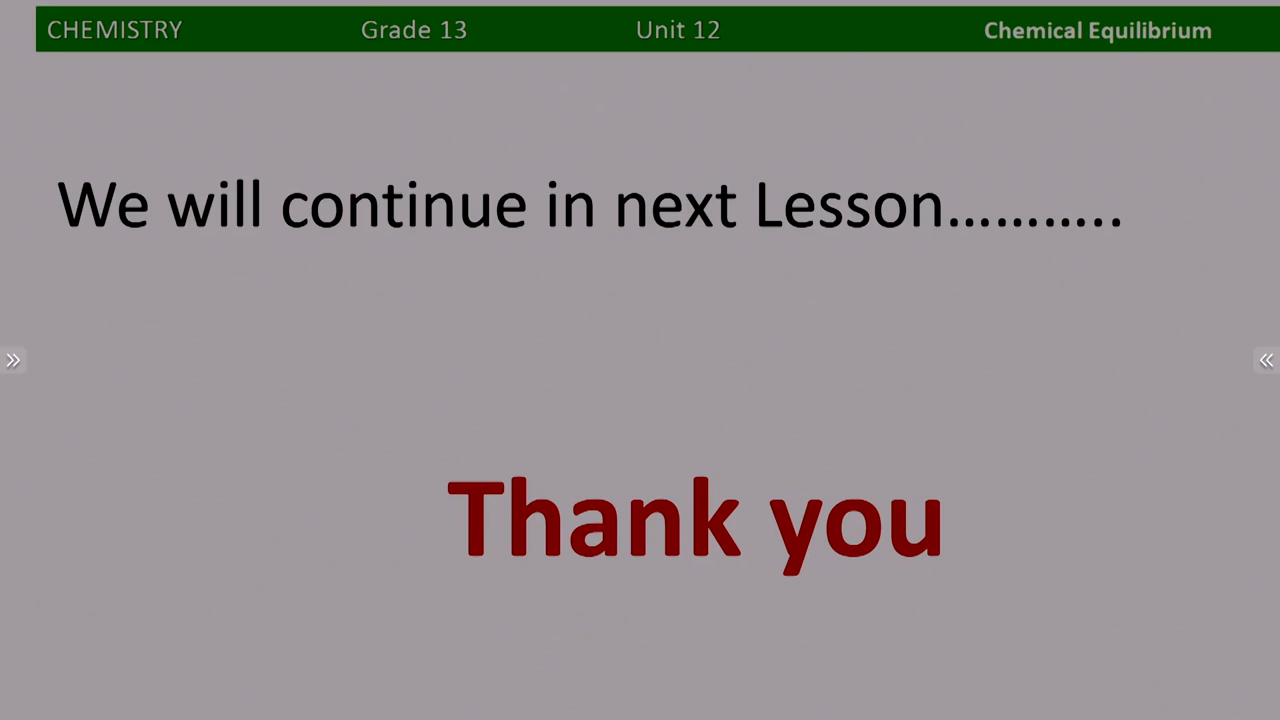 CHEMISTRY Grade 13 Unit 12 Chemical Equilibrium
We will continue in next Lesson………..
Thank you